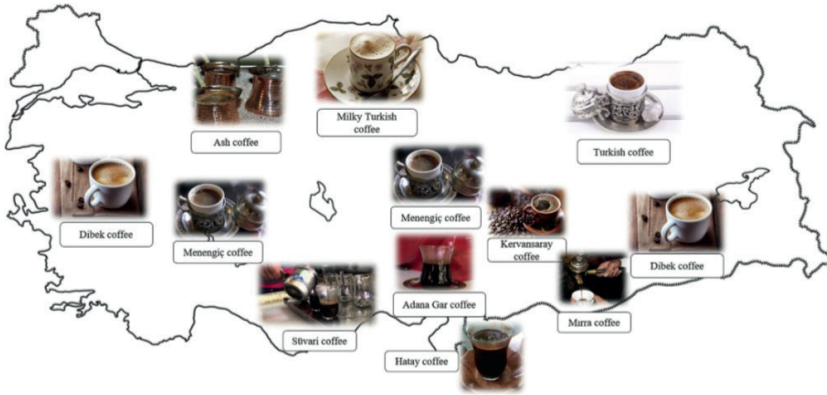 Milky Turkish
coffee
Ash coffee
Turkish coffee
Dibek coffee
Menengiç coffee
Menengiç coffee
Kervansaray
coffee
Dibek coffee
Adana Gar coffee
Süvari coffee
Mırra coffee
Hatay coffee